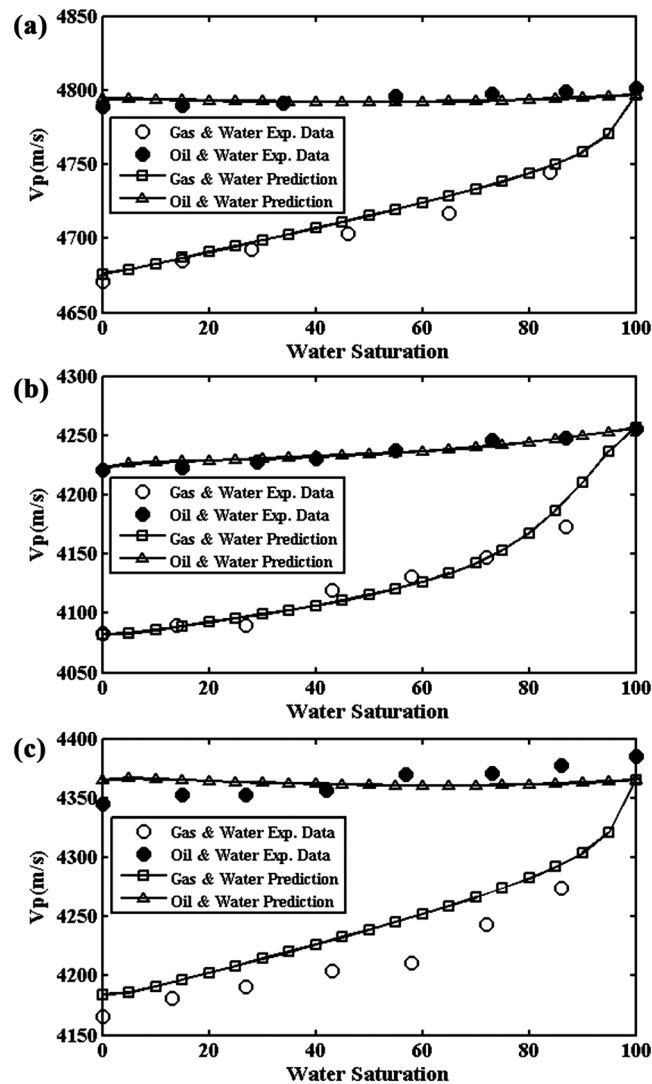 (a)
4850
4800
4750
4700
4650
Vp(m/s)
Gas & Water Exp. Data
Oil & Water Exp. Data
Gas & Water Prediction
Oil & Water Prediction
0 20 40 60 80 100
Water Saturation
(b)
4300
4250
4200
4150
4100
4050
Vp(m/s)
Gas & Water Exp. Data
Oil & Water Exp. Data
Gas & Water Prediction
Oil & Water Prediction
0 20 40 60 80 100
Water Saturation
(c)
4400
4350
4300
4250
4200
4150
Vp(m/s)
Gas & Water Exp. Data
Oil & Water Exp. Data
Gas & Water Prediction
Oil & Water Prediction
0 20 40 60 80 100
Water Saturation